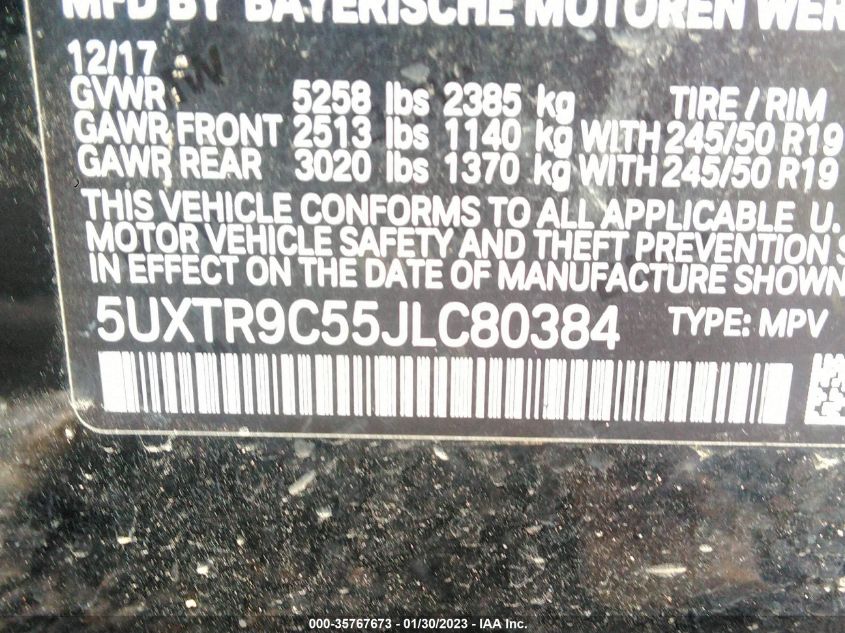 MFD BY BAYERISCHE MOTOREN WER
12/17
GVWR 5258 lbs 2385 kg TIRE / RIM
GAWR FRONT 2513 lbs 1140 kg WITH 245/50 R19
GAWR REAR 3020 lbs 1370 kg WITH 245/50 R19
THIS VEHICLE CONFORMS TO ALL APPLICABLE U.
MOTOR VEHICLE SAFETY AND THEFT PREVENTION S
IN EFFECT ON THE DATE OF MANUFACTURE SHOWN
5UXTR9C55JLC80384 TYPE: MPV
000-35767673 — 01/30/2023 — IAA Inc.